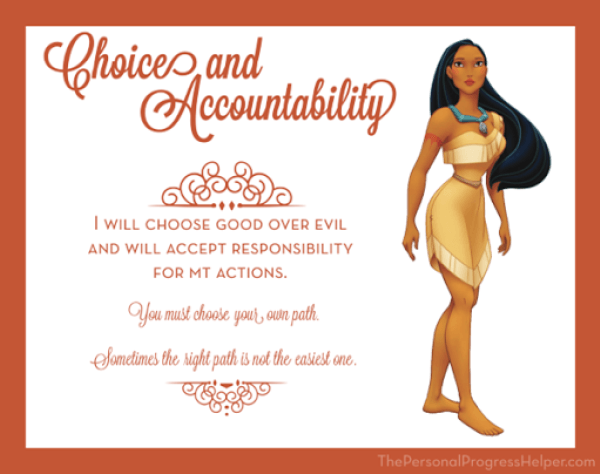 Choice and
Accountability
I WILL CHOOSE GOOD OVER EVIL
AND WILL ACCEPT RESPONSIBILITY
FOR MT ACTIONS.
You must choose your own path.
Sometimes the right path is not the easiest one.
ThePersonalProgressHelper.com